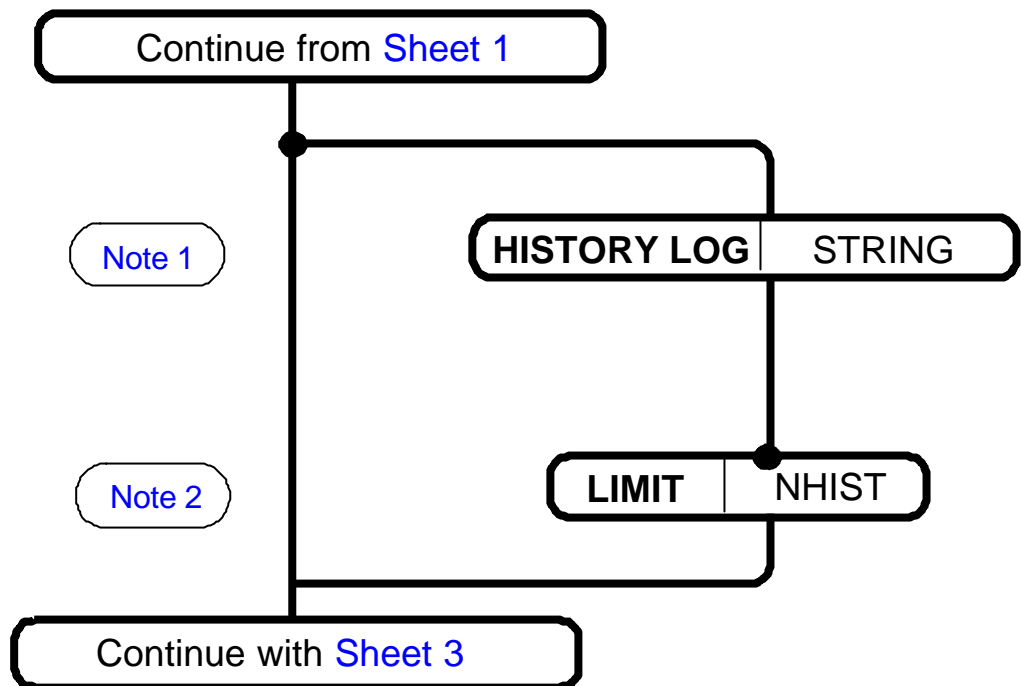 Continue from Sheet 1
Note 1
HISTORY LOG STRING
Note 2
LIMIT NHIST
Continue with Sheet 3